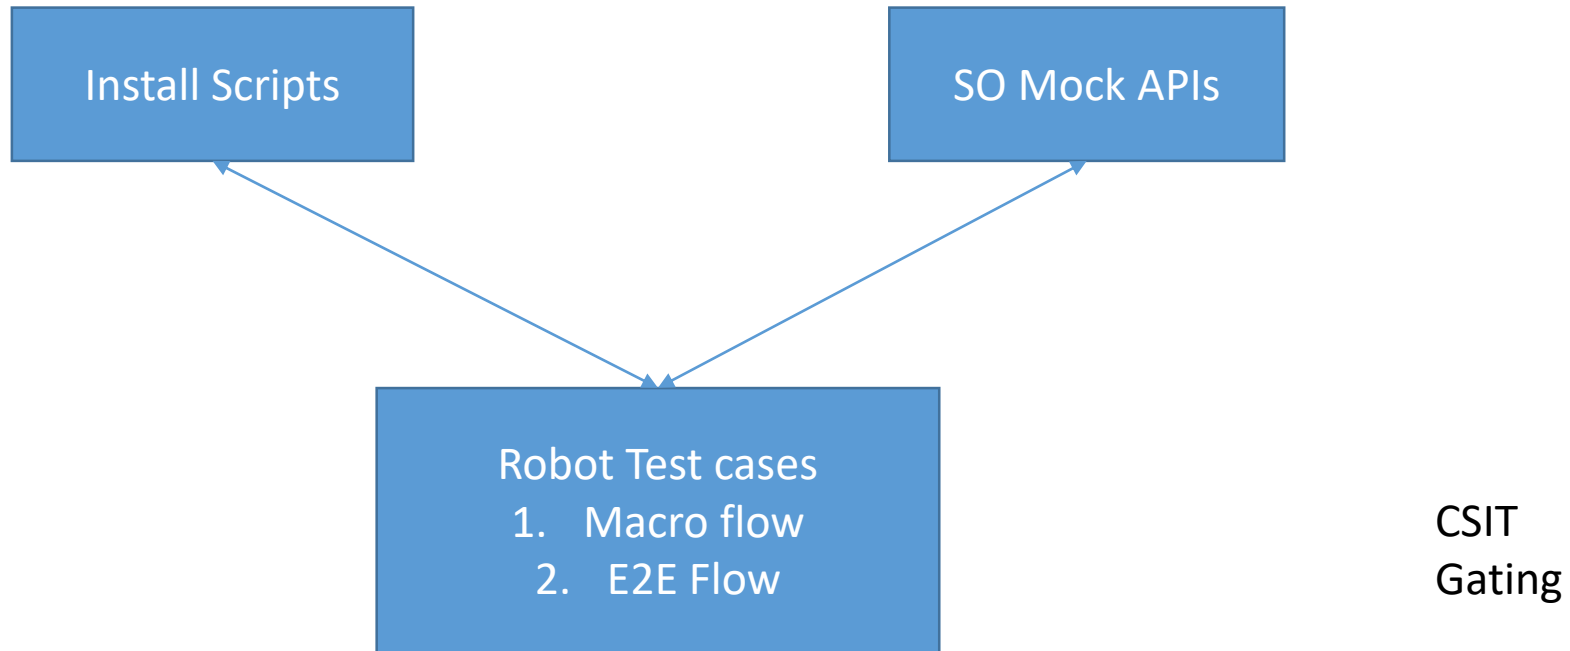 Install Scripts
SO Mock APIs
Robot Test cases
1. Macro flow
2. E2E Flow
CSIT
Gating